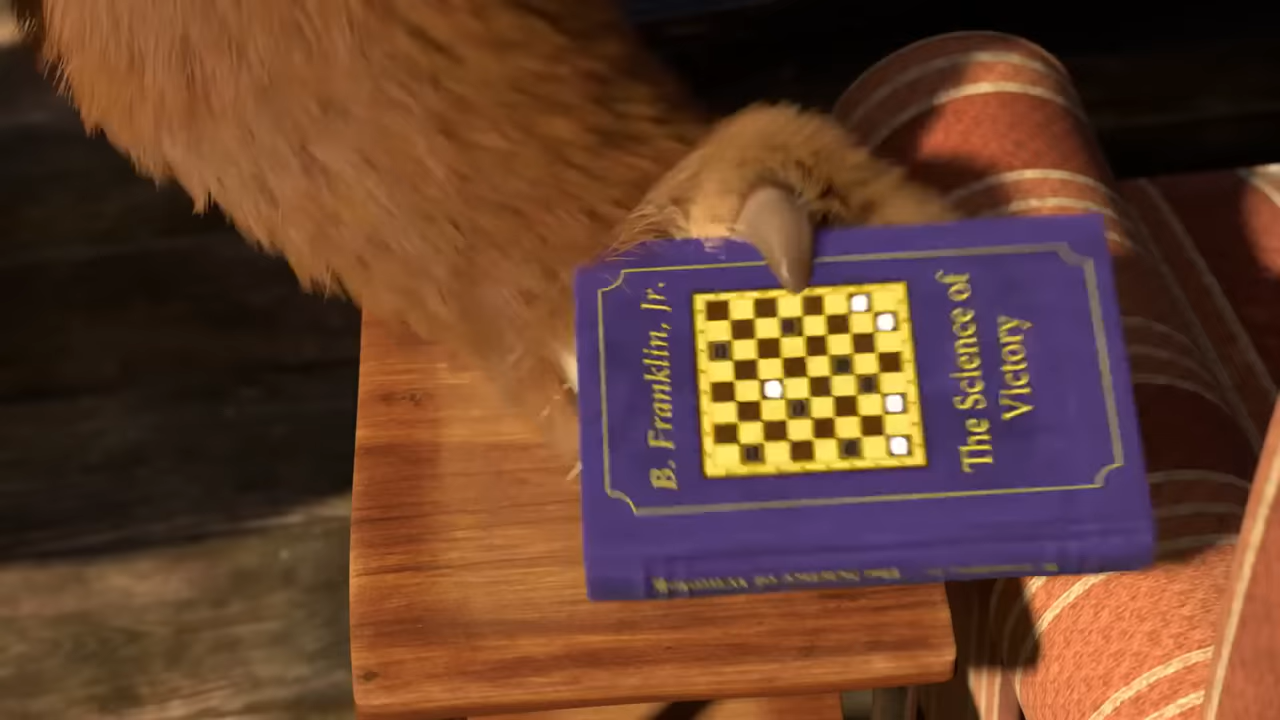 The Science of
Victory
B. Franklin, Jr.